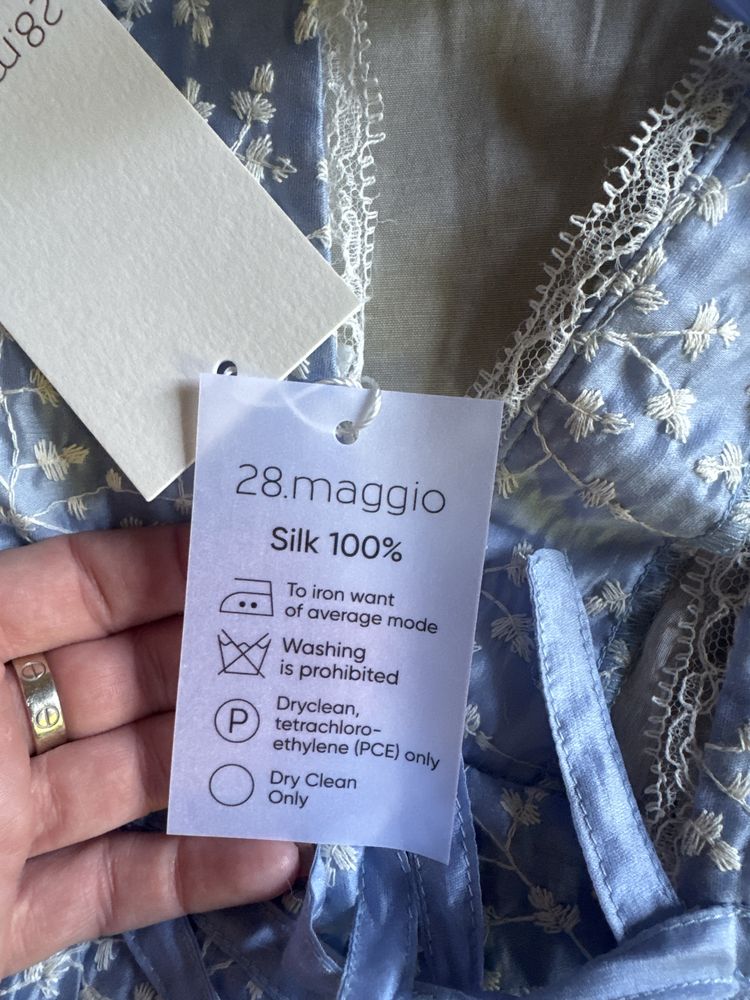 28.m
28.maggio
Silk 100%
To iron want
of average mode
Washing
is prohibited
P
Dryclean,
tetrachloro-
ethylene (PCE) only
Dry Clean
Only